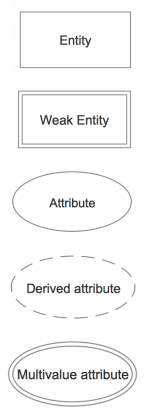 Entity
Weak Entity
Attribute
Derived attribute
Multivalue attribute